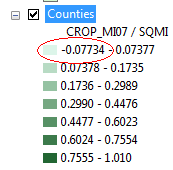 Counties
CROP_MI07 / SQMI
-0.07734 - 0.07377
0.07378 - 0.1735
0.1736 - 0.2989
0.2990 - 0.4476
0.4477 - 0.6023
0.6024 - 0.7554
0.7555 - 1.010